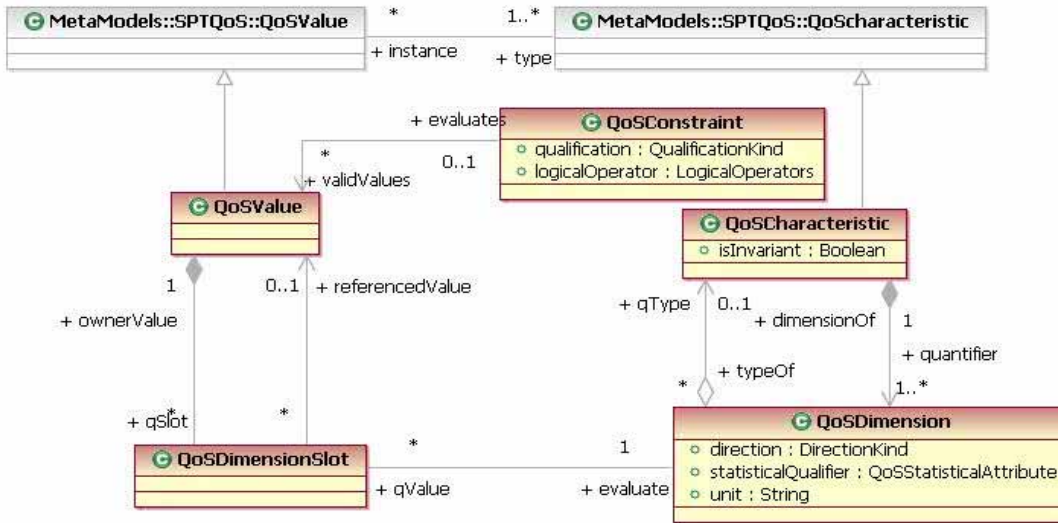 MetaModels::SPTQoS::QoSValue
*
1..*
MetaModels::SPTQoS::QoScharacteristic
+ instance
+ type
+ evaluates
QoSConstraint
*
0..1
qualification : QualificationKind
logicalOperator : LogicalOperators
+ validValues
QoSValue
QoSCharacteristic
isInvariant : Boolean
1
0..1
+ referencedValue
+ ownerValue
+ qType
0..1
+ dimensionOf
1
+ quantifier
+ typeOf
*
1..*
*
+ qSlot
*
QoSDimension
direction : DirectionKind
statisticalQualifier : QoSStatisticalAttribute
unit : String
QoSDimensionSlot
*
1
+ qValue
+ evaluate